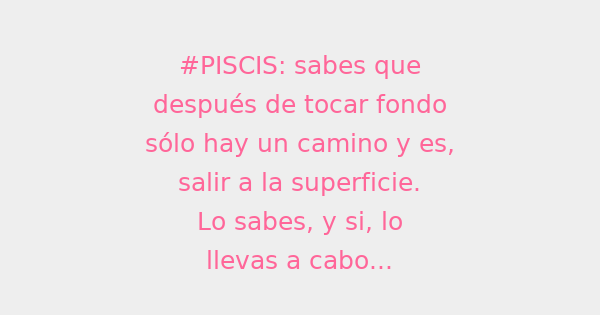 #PISCIS: sabes que
después de tocar fondo
sólo hay un camino y es,
salir a la superficie.
Lo sabes, y si, lo
llevas a cabo...